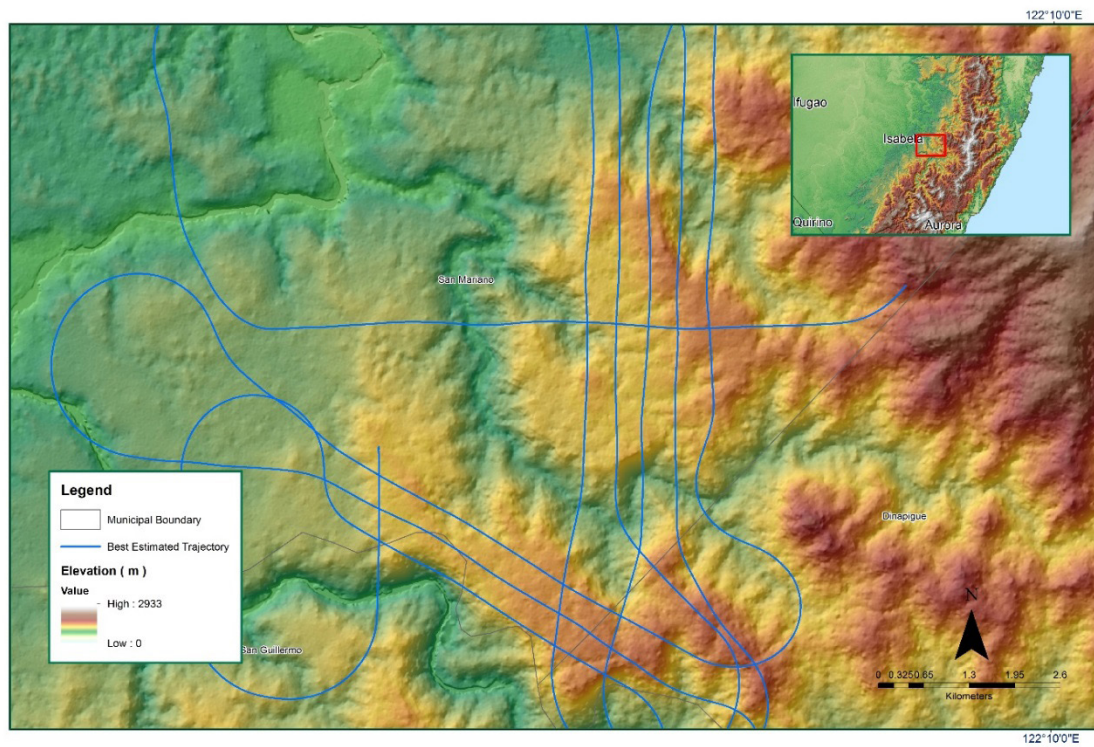 122°10'0"E
Ifugao
Isabela
Quirino
Aurora
San Mariano
Dinapigue
Legend
Municipal Boundary
Best Estimated Trajectory
Elevation ( m )
Value
High : 2933
Low : 0
San Guillermo
N
0 0.325 0.65 1.3 1.95 2.6
Kilometers
122°10'0"E